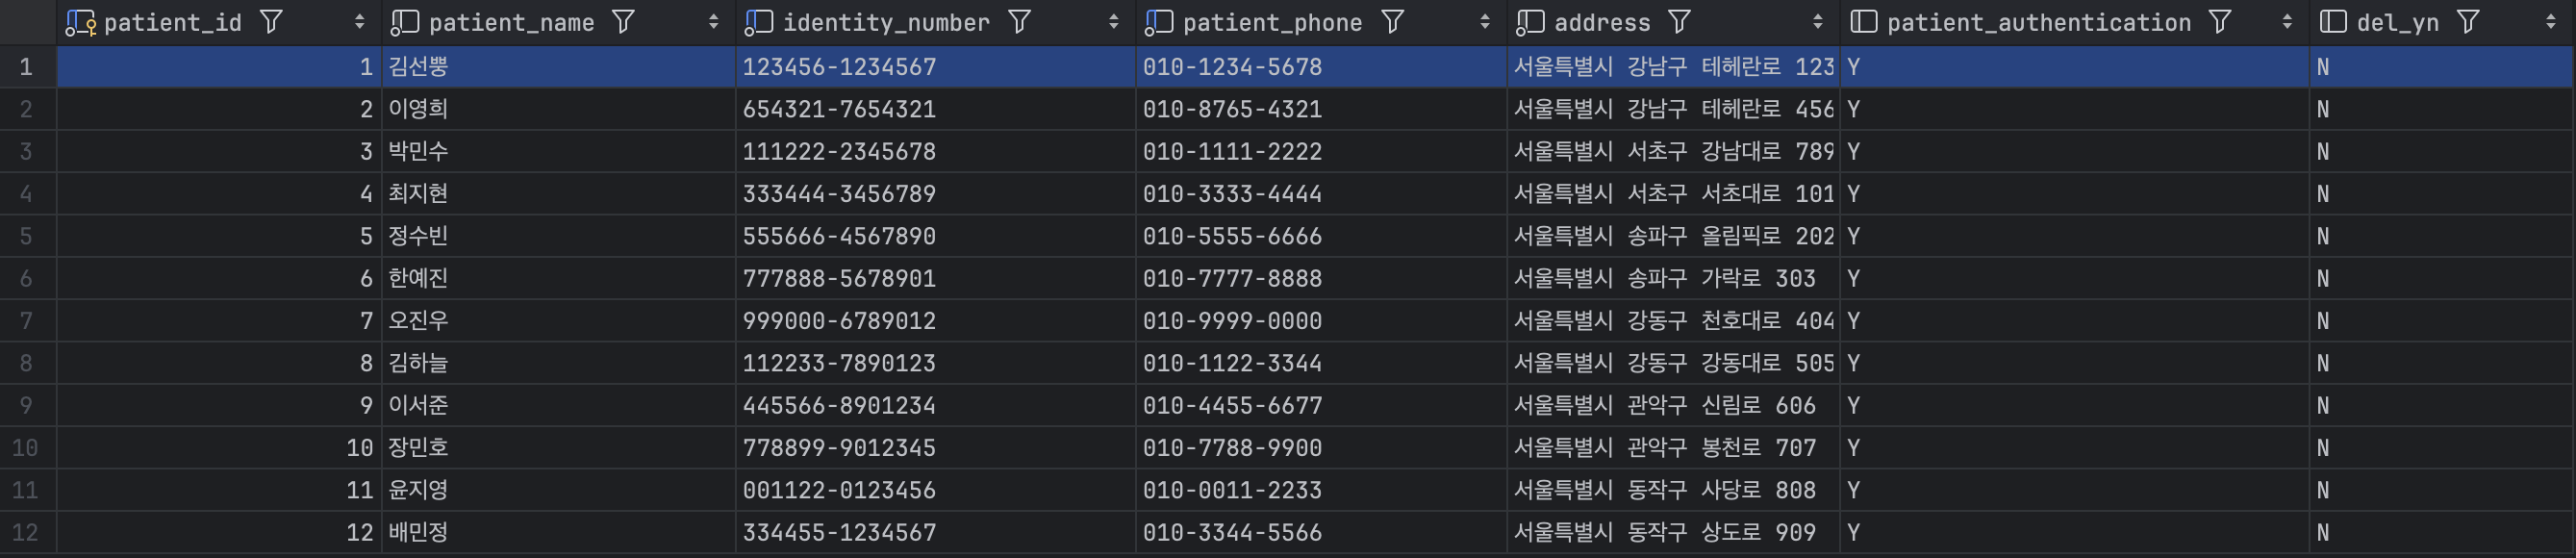 patient_id patient_name identity_number patient_phone address patient_authentication del_yn
1 1 김선뿡 123456-1234567 010-1234-5678 서울특별시 강남구 테헤란로 123 Y N
2 2 이영희 654321-7654321 010-8765-4321 서울특별시 강남구 테헤란로 456 Y N
3 3 박민수 111222-2345678 010-1111-2222 서울특별시 서초구 강남대로 789 Y N
4 4 최지현 333444-3456789 010-3333-4444 서울특별시 서초구 서초대로 101 Y N
5 5 정수빈 555666-4567890 010-5555-6666 서울특별시 송파구 올림픽로 202 Y N
6 6 한예진 777888-5678901 010-7777-8888 서울특별시 송파구 가락로 303 Y N
7 7 오진우 999000-6789012 010-9999-0000 서울특별시 강동구 천호대로 404 Y N
8 8 김하늘 112233-7890123 010-1122-3344 서울특별시 강동구 강동대로 505 Y N
9 9 이서준 445566-8901234 010-4455-6677 서울특별시 관악구 신림로 606 Y N
10 10 장민호 778899-9012345 010-7788-9900 서울특별시 관악구 봉천로 707 Y N
11 11 윤지영 001122-0123456 010-0011-2233 서울특별시 동작구 사당로 808 Y N
12 12 배민정 334455-1234567 010-3344-5566 서울특별시 동작구 상도로 909 Y N